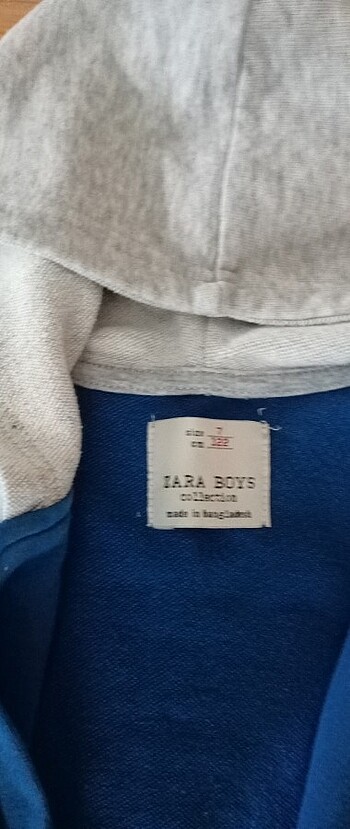 size 7
cm 122
ZARA BOYS
collection
made in bangladesh